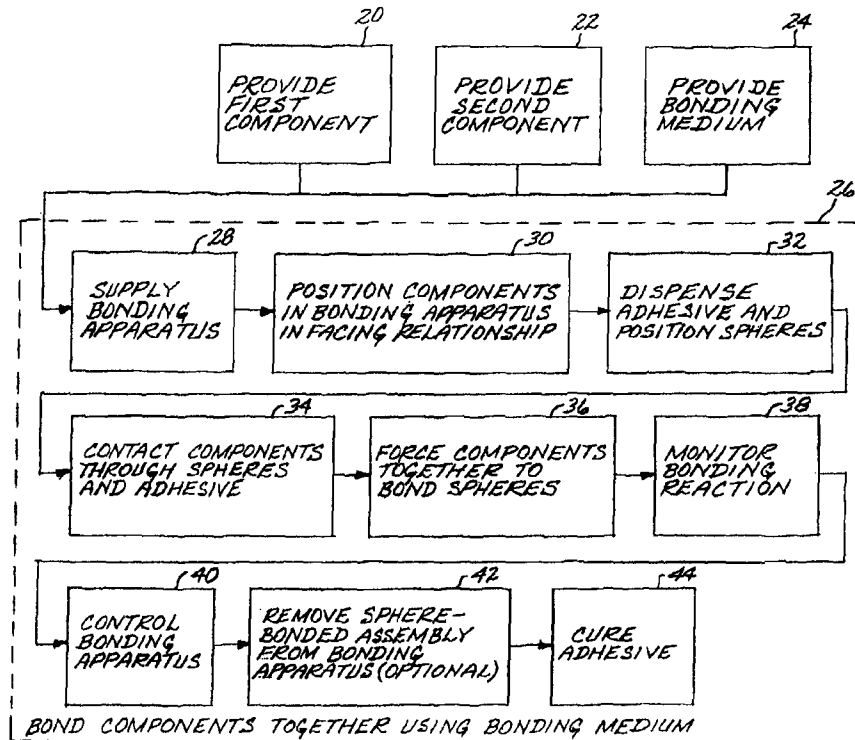 20
22
24
PROVIDE
FIRST
COMPONENT
PROVIDE
SECOND
COMPONENT
PROVIDE
BONDING
MEDIUM
26
28
30
32
SUPPLY
BONDING
APPARATUS
POSITION COMPONENTS
IN BONDING APPARATUS
IN FACING RELATIONSHIP
DISPENSE
ADHESIVE AND
POSITION SPHERES
34
36
38
CONTACT COMPONENTS
THROUGH SPHERES
AND ADHESIVE
FORCE COMPONENTS
TOGETHER TO
BOND SPHERES
MONITOR
BONDING
REACTION
40
42
44
CONTROL
BONDING
APPARATUS
REMOVE SPHERE-
BONDED ASSEMBLY
FROM BONDING
APPARATUS (OPTIONAL)
CURE
ADHESIVE
BOND COMPONENTS TOGETHER USING BONDING MEDIUM